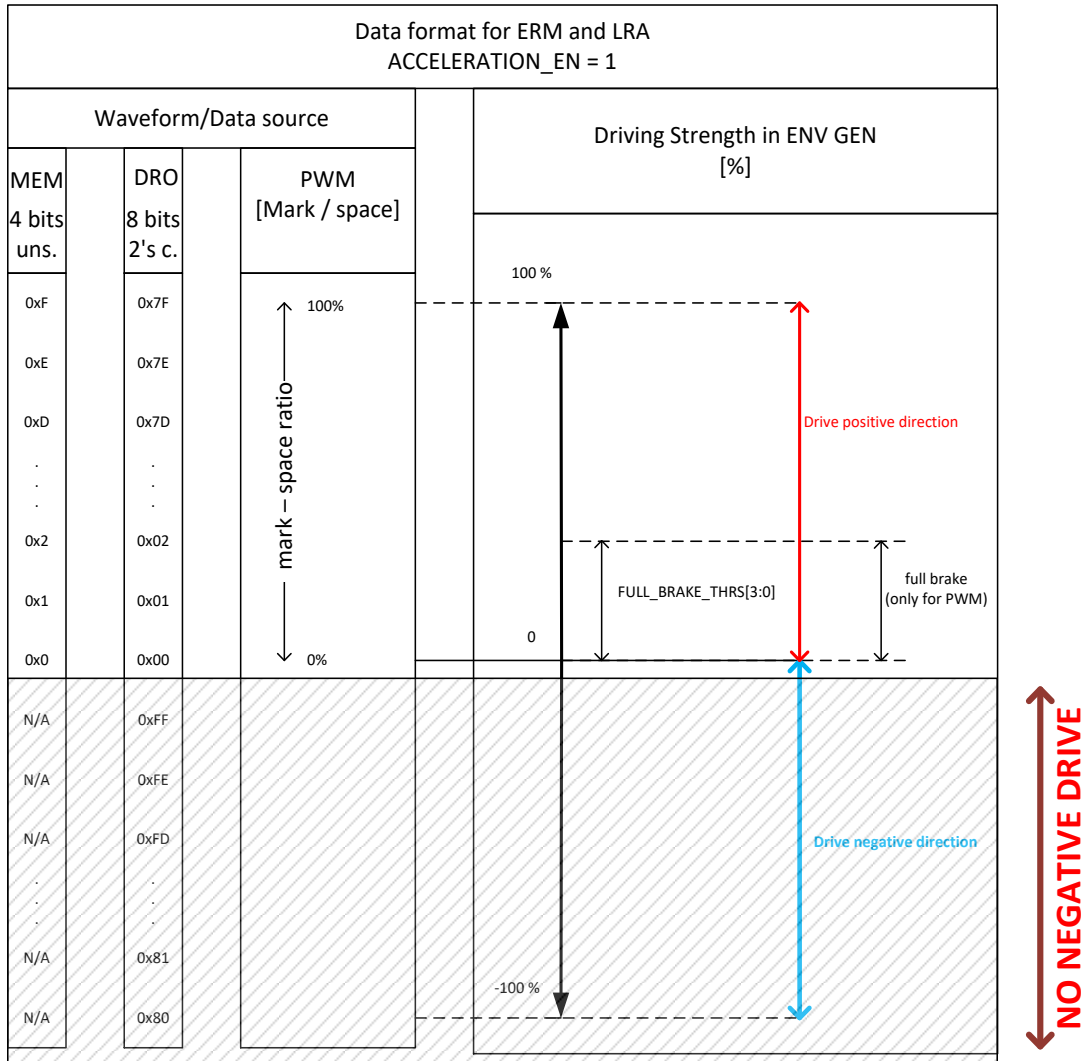 Data format for ERM and LRA
ACCELERATION_EN = 1
Waveform/Data source
Driving Strength in ENV GEN
[%]
MEM
4 bits
uns.
DRO
8 bits
2's c.
PWM
[Mark / space]
100 %
0xF 0x7F 100%
0xE 0x7E
0xD 0x7D
Drive positive direction
. .
. .
. .
mark – space ratio
0x2 0x02
0x1 0x01
FULL_BRAKE_THRS[3:0]
full brake
(only for PWM)
0
0x0 0x00 0%
N/A 0xFF
N/A 0xFE
N/A 0xFD
Drive negative direction
. .
. .
. .
N/A 0x81
-100 %
N/A 0x80
NO NEGATIVE DRIVE